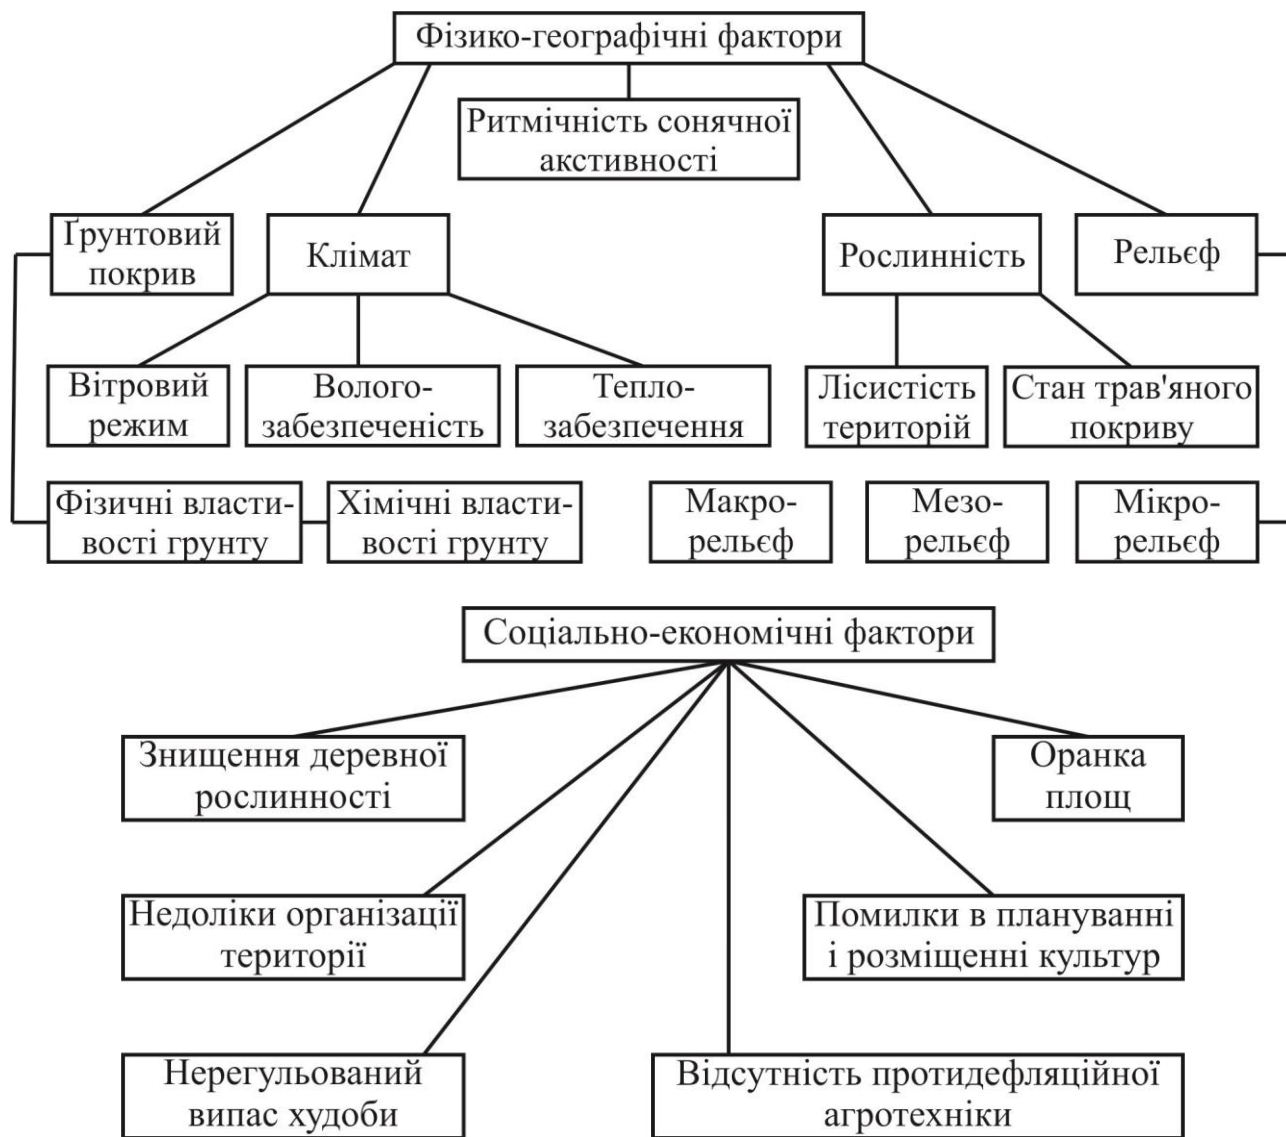 Фізико-географічні фактори
Ритмічність сонячної
акстивності
Ґрунтовий
покрив
Клімат
Рослинність
Рельєф
Вітровий
режим
Волого-
забезпеченість
Тепло-
забезпечення
Лісистість
територій
Стан трав'яного
покриву
Фізичні власти-
вості грунту
Хімічні власти-
вості грунту
Макро-
рельєф
Мезо-
рельєф
Мікро-
рельєф
Соціально-економічні фактори
Знищення деревної
рослинності
Оранка
площ
Недоліки організації
території
Помилки в плануванні
і розміщенні культур
Нерегульований
випас худоби
Відсутність протидефляційної
агротехніки